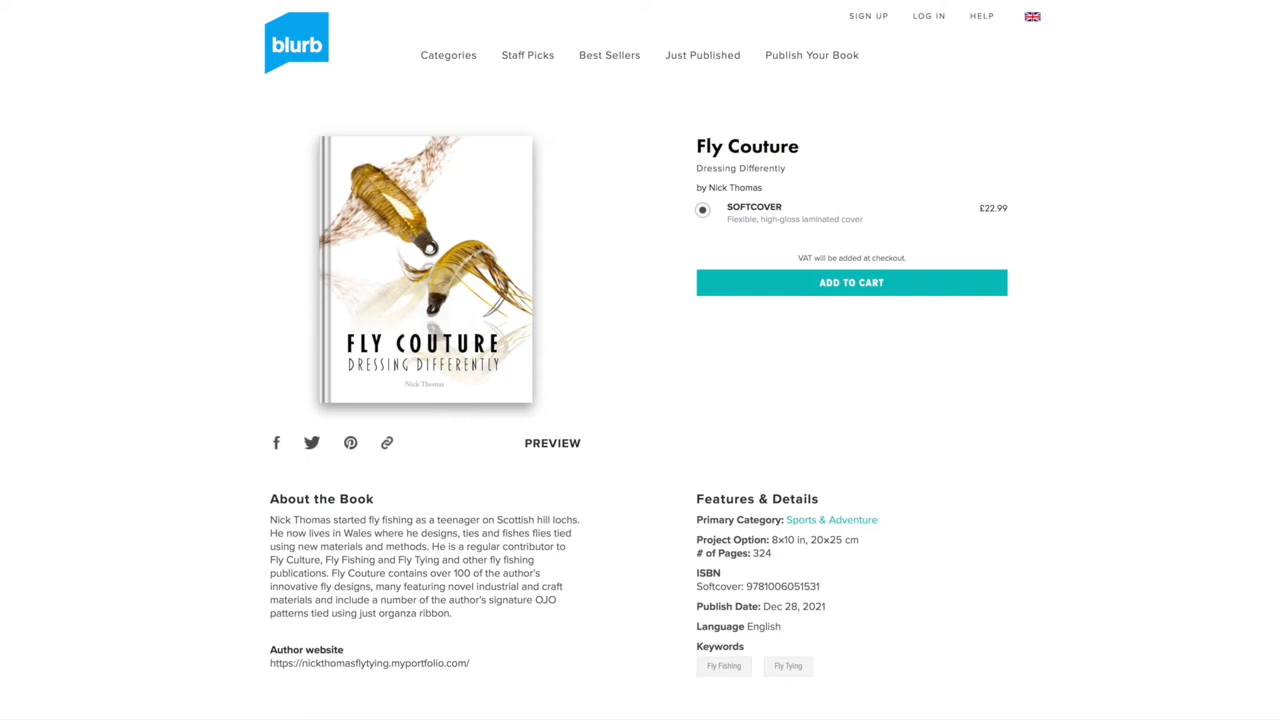 SIGN UP LOG IN HELP
blurb
Categories Staff Picks Best Sellers Just Published Publish Your Book
FLY COUTURE
DRESSING DIFFERENTLY
Nick Thomas
PREVIEW
Fly Couture
Dressing Differently
by Nick Thomas
SOFTCOVER £22.99
Flexible, high-gloss laminated cover
VAT will be added at checkout.
ADD TO CART
About the Book
Nick Thomas started fly fishing as a teenager on Scottish hill lochs.
He now lives in Wales where he designs, ties and fishes flies tied
using new materials and methods. He is a regular contributor to
Fly Culture, Fly Fishing and Fly Tying and other fly fishing
publications. Fly Couture contains over 100 of the author's
innovative fly designs, many featuring novel industrial and craft
materials and include a number of the author's signature OJO
patterns tied using just organza ribbon.
Author website
https://nickthomasflytying.myportfolio.com/
Features & Details
Primary Category: Sports & Adventure
Project Option: 8×10 in, 20×25 cm
# of Pages: 324
ISBN
Softcover: 9781006051531
Publish Date: Dec 28, 2021
Language English
Keywords
Fly Fishing Fly Tying